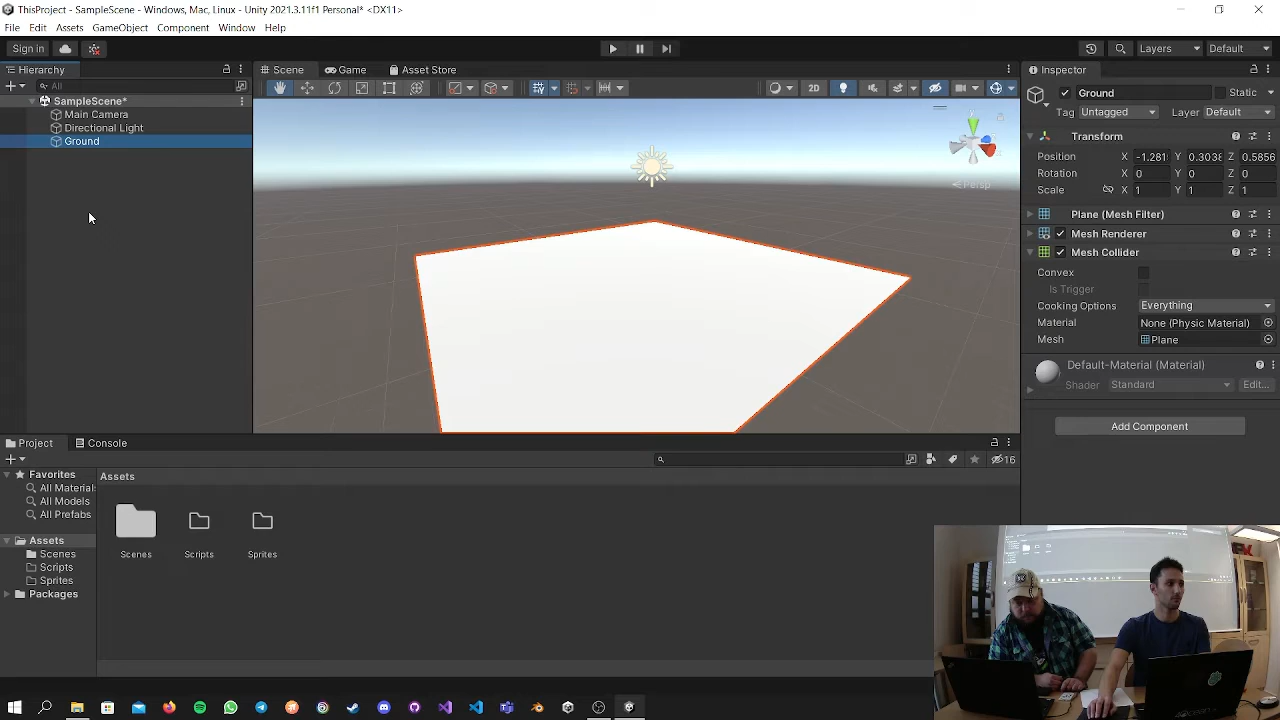 ThisProject - SampleScene - Windows, Mac, Linux - Unity 2021.3.11f1 Personal* <DX11>
File Edit Assets GameObject Component Window Help
Sign in
Layers Default
Hierarchy
All
SampleScene*
Main Camera
Directional Light
Ground
Scene Game Asset Store
2D
Persp
Inspector
Ground Static
Tag Untagged Layer Default
Transform
Position X -1.281 Y 0.3036 Z 0.5856
Rotation X 0 Y 0 Z 0
Scale X 1 Y 1 Z 1
Plane (Mesh Filter)
Mesh Renderer
Mesh Collider
Convex
Is Trigger
Cooking Options Everything
Material None (Physic Material)
Mesh Plane
Default-Material (Material)
Shader Standard Edit...
Add Component
Project Console
16
Favorites
All Material
All Models
All Prefabs
Assets
Scenes
Scripts
Sprites
Packages
Assets
Scenes Scripts Sprites